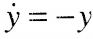 ẏ = −y